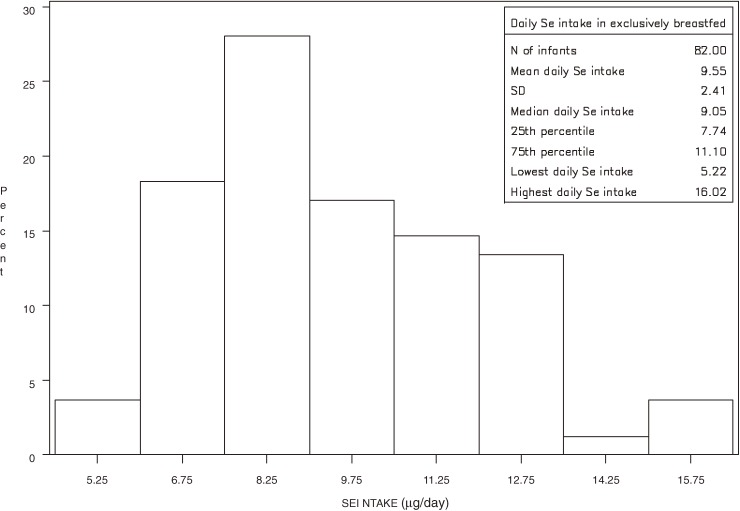 30
25
20
15
10
5
0
Percent
5.25 6.75 8.25 9.75 11.25 12.75 14.25 15.75
SEI NTAKE (μg/day)
Daily Se intake in exclusively breastfed
N of infants 82.00
Mean daily Se intake 9.55
SD 2.41
Median daily Se intake 9.05
25th percentile 7.74
75th percentile 11.10
Lowest daily Se intake 5.22
Highest daily Se intake 16.02